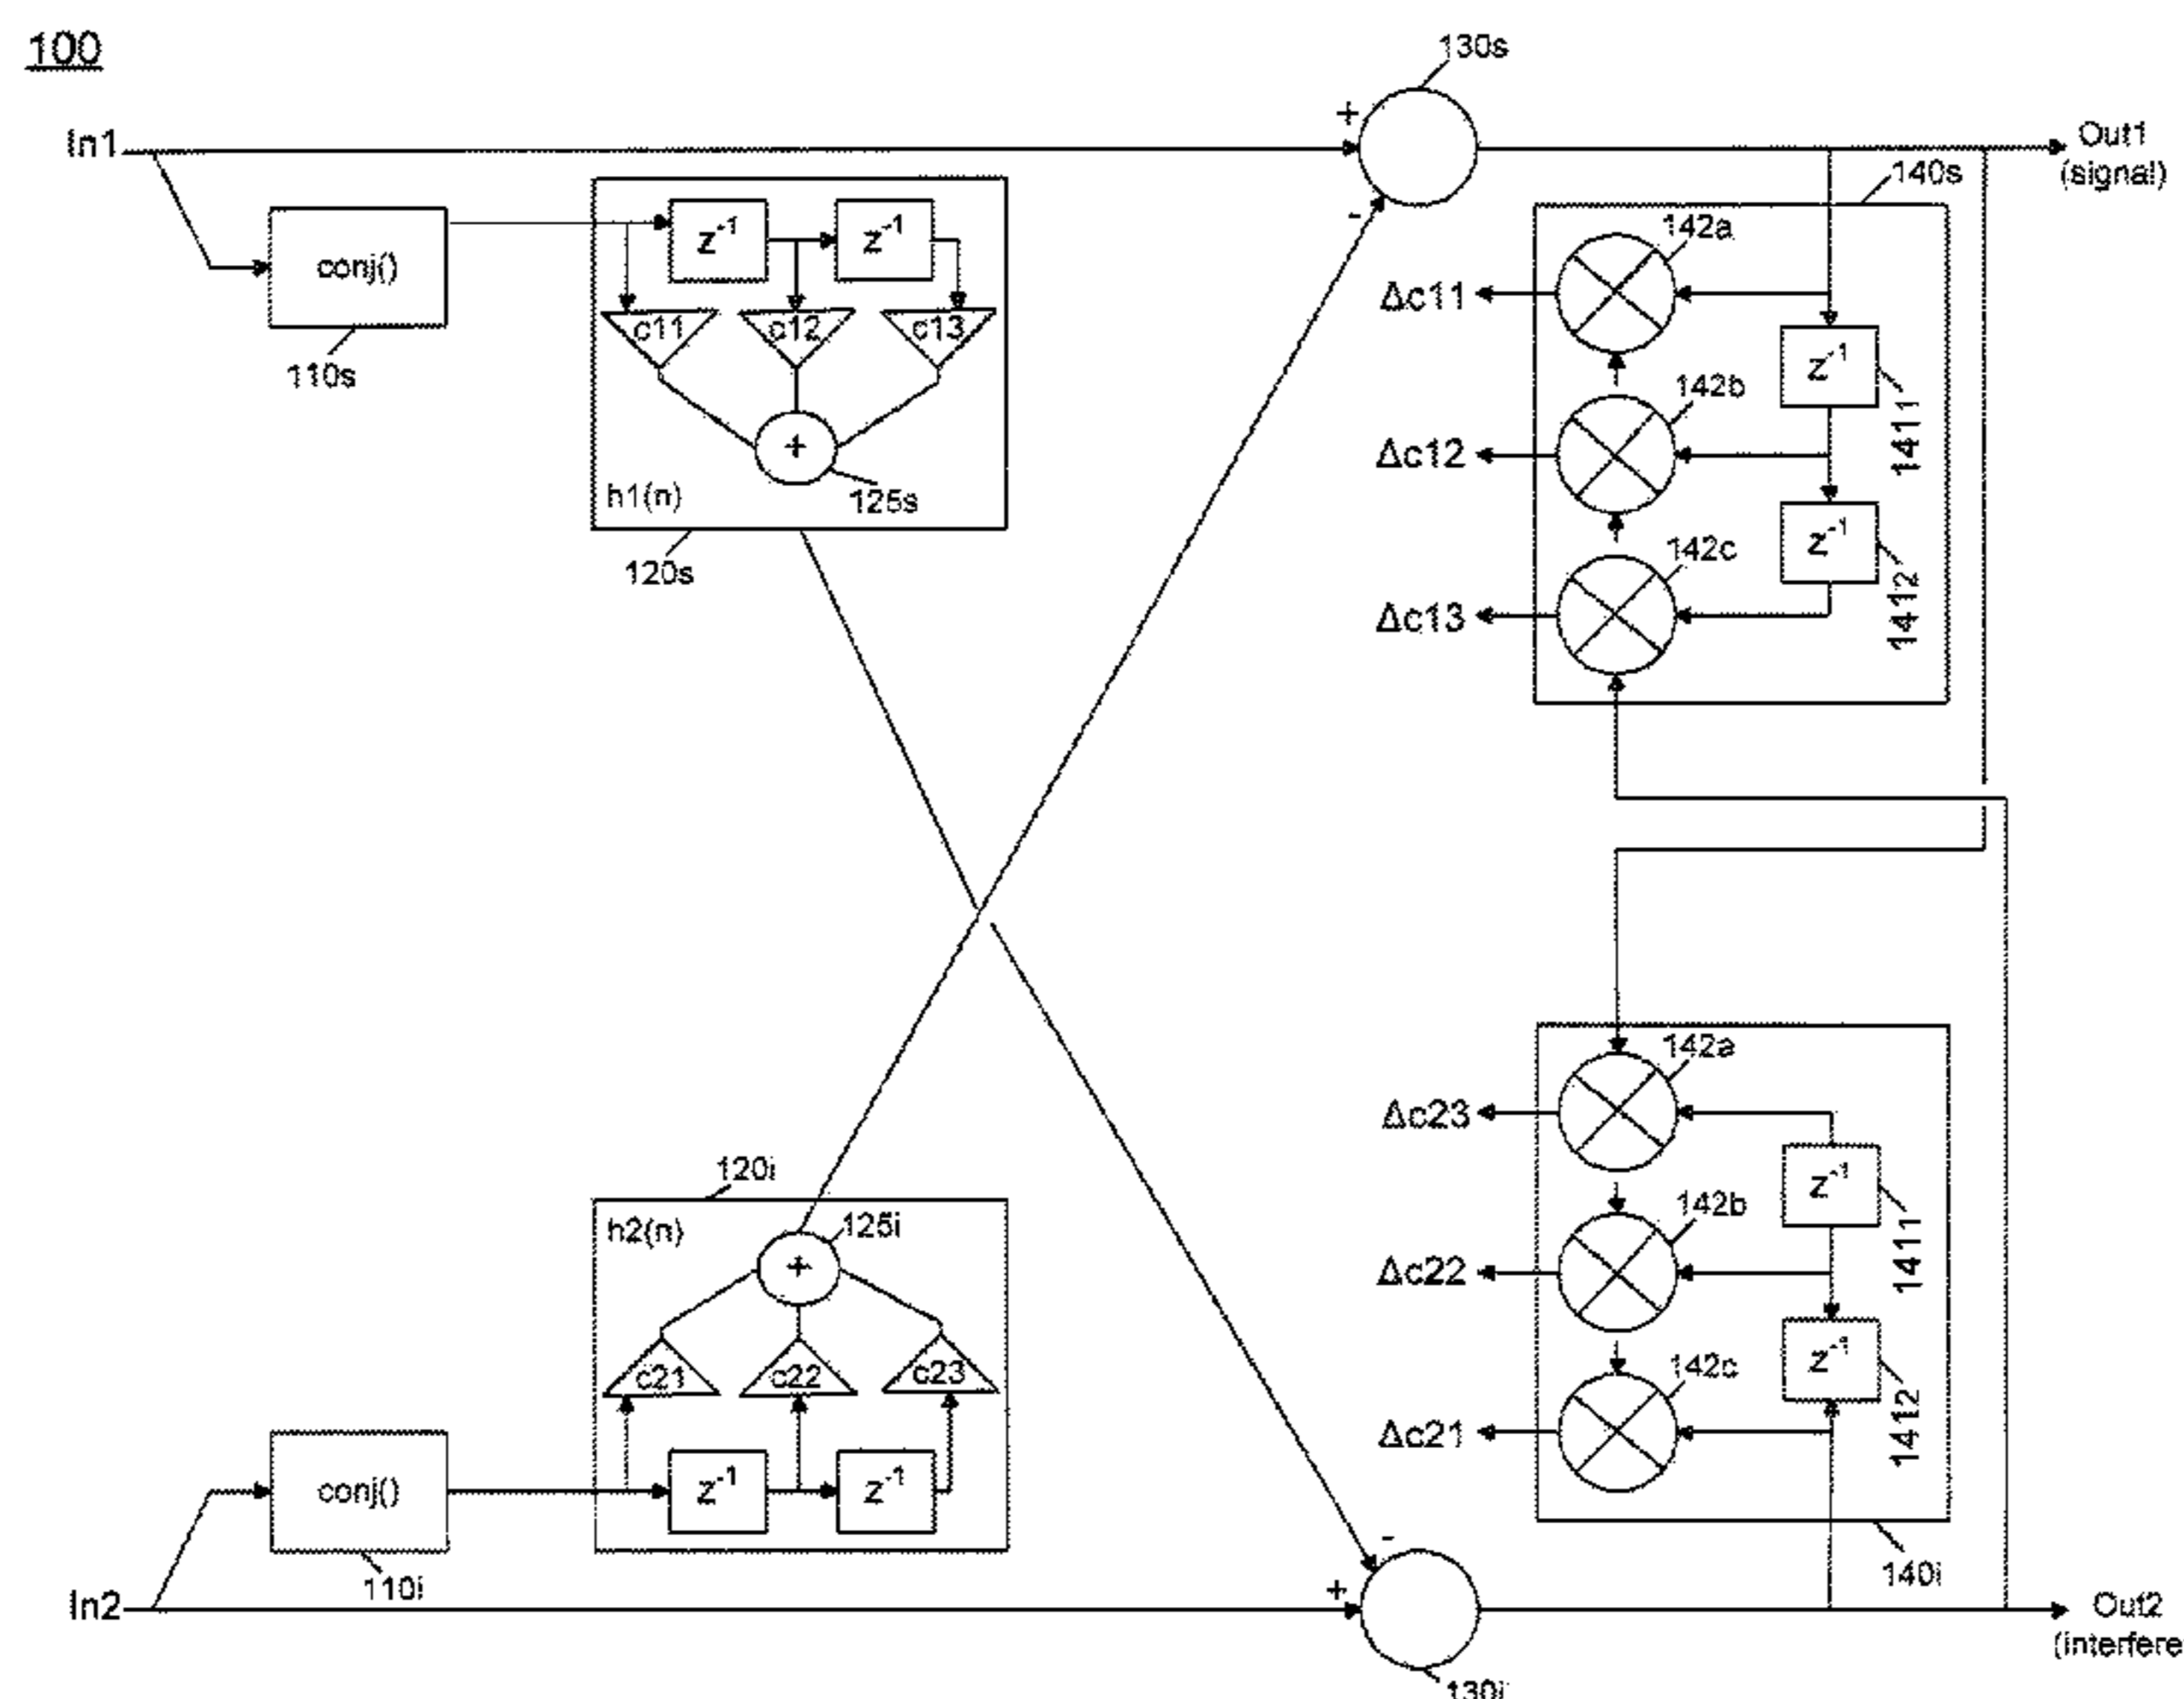 100
130s
+
-
In1
Out1
(signal)
140s
conj()
110s
z⁻¹
z⁻¹
c11
c12
c13
+
125s
h1(n)
120s
142a
Δc11
z⁻¹
1411
142b
Δc12
z⁻¹
1412
142c
Δc13
142a
Δc23
z⁻¹
1411
142b
Δc22
z⁻¹
1412
142c
Δc21
140i
120i
h2(n)
125i
+
c21
c22
c23
z⁻¹
z⁻¹
conj()
110i
In2
-
+
130i
Out2
(interfere